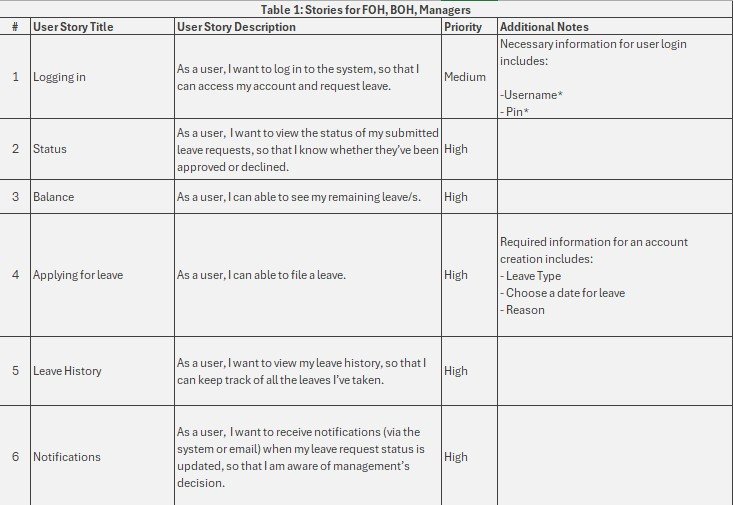 Table 1: Stories for FOH, BOH, Managers
# User Story Title User Story Description Priority Additional Notes
1 Logging in As a user, I want to log in to the system, so that I
can access my account and request leave. Medium Necessary information for user login
includes:
-Username*
- Pin*
2 Status As a user, I want to view the status of my submitted
leave requests, so that I know whether they've been
approved or declined. High
3 Balance As a user, I can able to see my remaining leave/s. High
4 Applying for leave As a user, I can able to file a leave. High Required information for an account
creation includes:
- Leave Type
- Choose a date for leave
- Reason
5 Leave History As a user, I want to view my leave history, so that I
can keep track of all the leaves I've taken. High
6 Notifications As a user, I want to receive notifications (via the
system or email) when my leave request status is
updated, so that I am aware of management's
decision. High